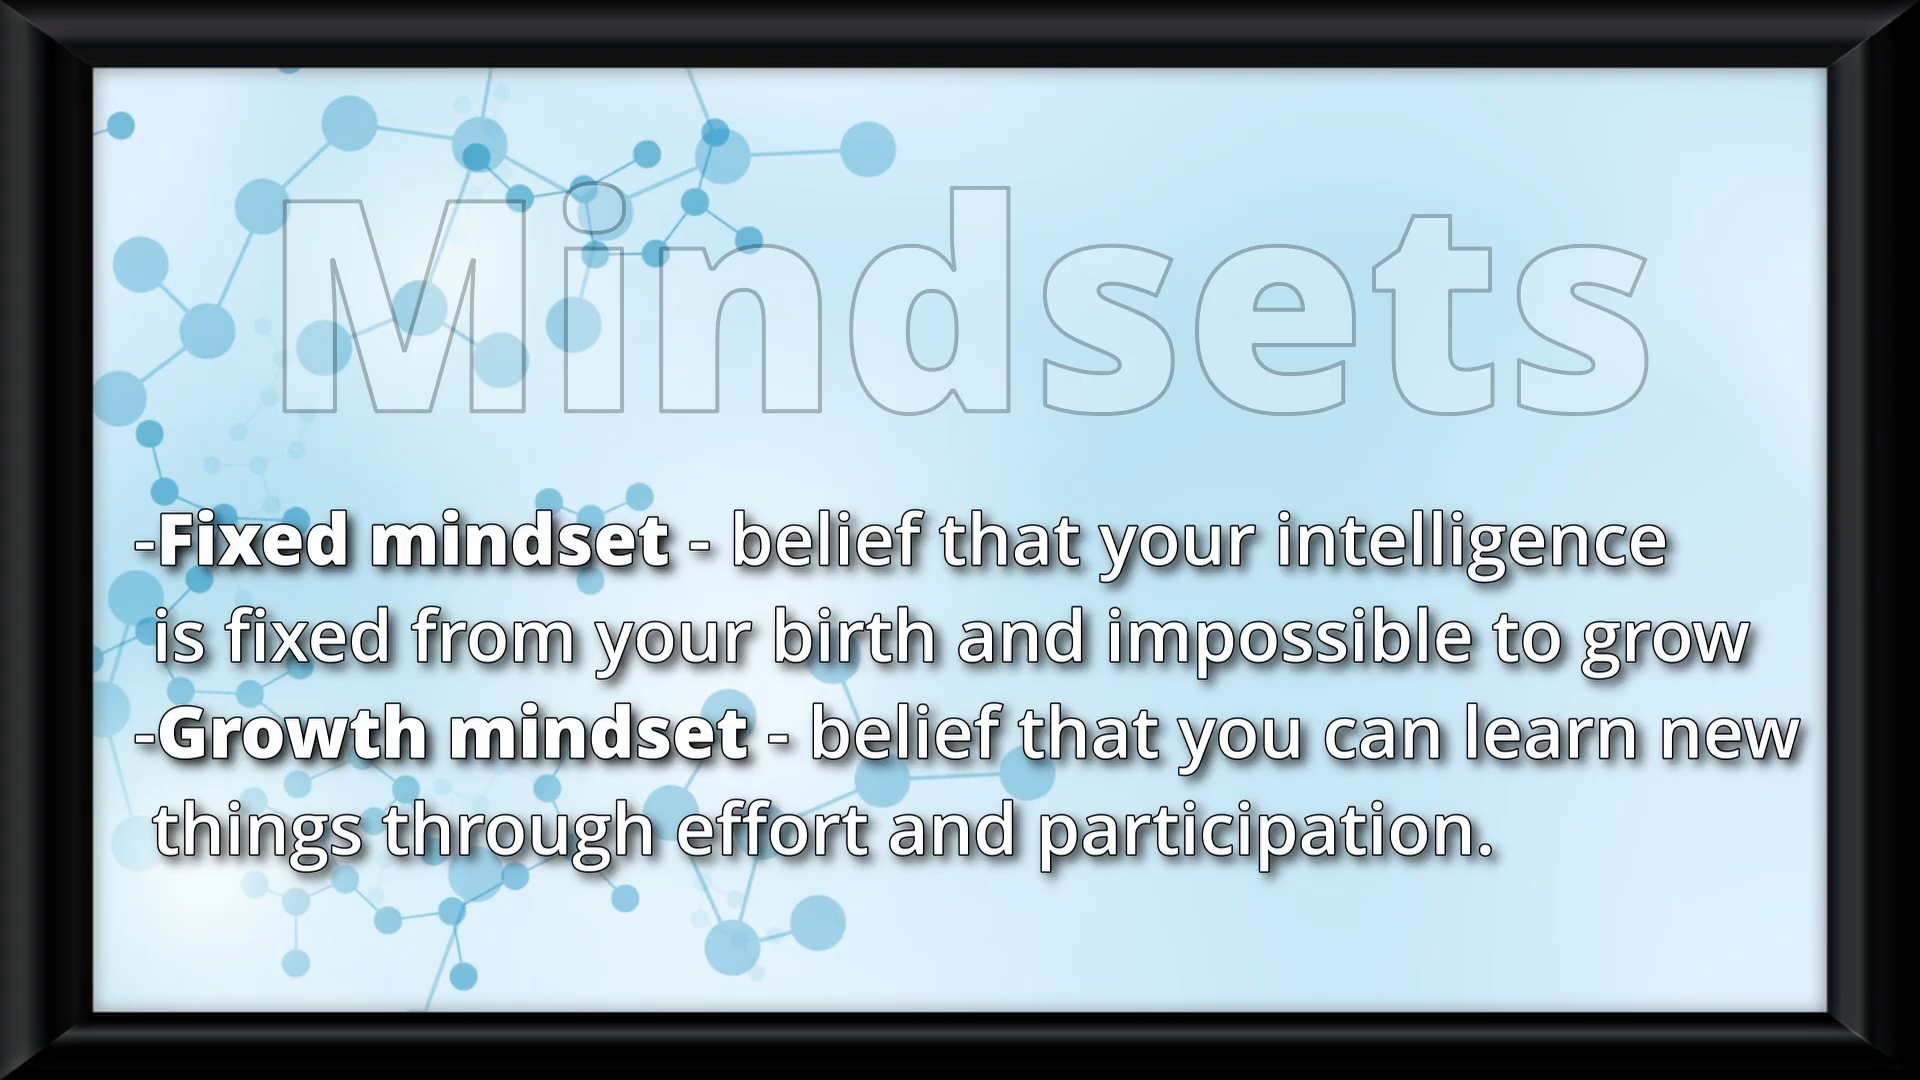 Mindsets
-Fixed mindset - belief that your intelligence
is fixed from your birth and impossible to grow
-Growth mindset - belief that you can learn new
things through effort and participation.